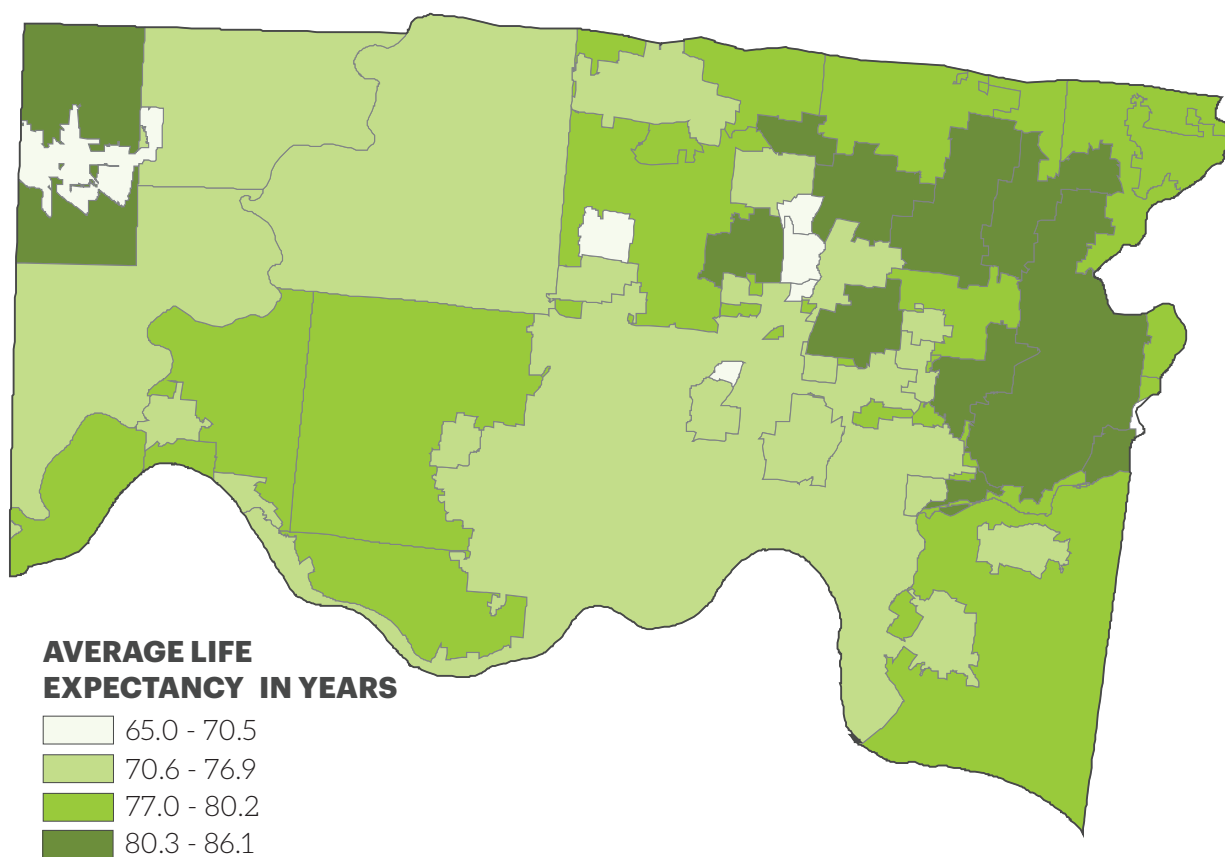 AVERAGE LIFE
EXPECTANCY IN YEARS
65.0 - 70.5
70.6 - 76.9
77.0 - 80.2
80.3 - 86.1